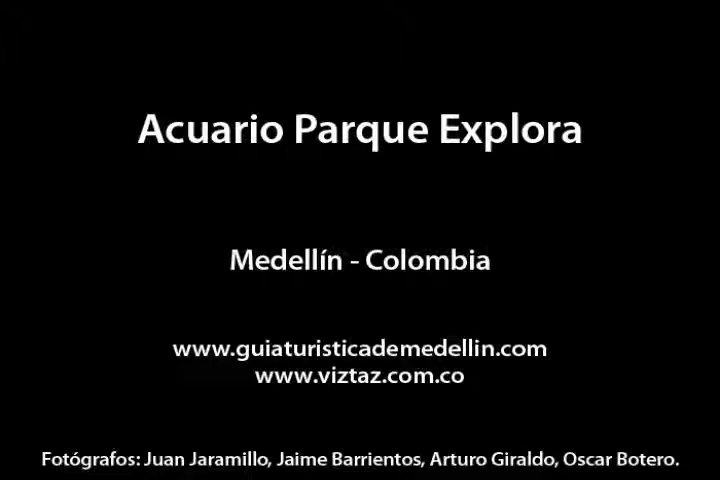 Acuario Parque Explora
Medellín - Colombia
www.guiaturisticademedellin.com
www.viztaz.com.co
Fotógrafos: Juan Jaramillo, Jaime Barrientos, Arturo Giraldo, Oscar Botero.